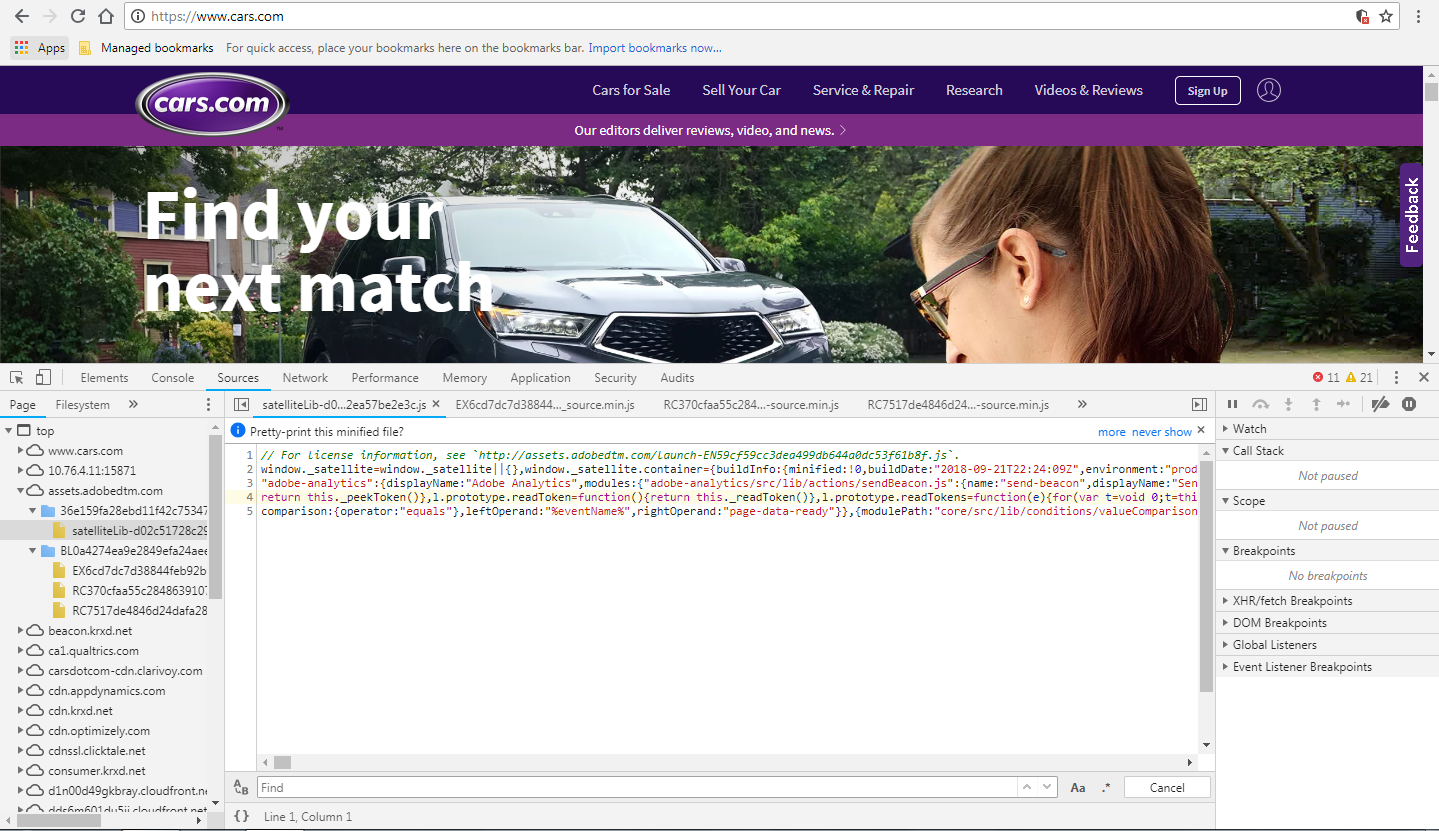 https://www.cars.com
Apps Managed bookmarks For quick access, place your bookmarks here on the bookmarks bar. Import bookmarks now...
cars.com
TM
Cars for Sale Sell Your Car Service & Repair Research Videos & Reviews Sign Up
Our editors deliver reviews, video, and news. >
Find your
next match
Feedback
Elements Console Sources Network Performance Memory Application Security Audits 11 21
Page Filesystem »
top
www.cars.com
10.76.4.11:15871
assets.adobedtm.com
36e159fa28ebd11f42c75347
satelliteLib-d02c51728c29
BL0a4274ea9e2849efa24aee
EX6cd7dc7d38844feb92b
RC370cfaa55c2848639107
RC7517de4846d24dafa28
beacon.krxd.net
ca1.qualtrics.com
carsdotcom-cdn.clarivoy.com
cdn.appdynamics.com
cdn.krxd.net
cdn.optimizely.com
cdnssl.clicktale.net
consumer.krxd.net
d1n00d49gkbray.cloudfront.ne
dds6m601du5ji.cloudfront.net
satelliteLib-d0...2ea57be2e3c.js × EX6cd7dc7d38844..._source.min.js RC370cfaa55c284...-source.min.js RC7517de4846d24...-source.min.js »
Pretty-print this minified file? more never show ×
1 // For license information, see `http://assets.adobedtm.com/launch-EN59cf59cc3dea499db644a0dc53f61b8f.js`.
2 window._satellite=window._satellite||{},window._satellite.container={buildInfo:{minified:!0,buildDate:"2018-09-21T22:24:09Z",environment:"prod
3 "adobe-analytics":{displayName:"Adobe Analytics",modules:{"adobe-analytics/src/lib/actions/sendBeacon.js":{name:"send-beacon",displayName:"Sen
4 return this._peekToken()},l.prototype.readToken=function(){return this._readToken()},l.prototype.readTokens=function(e){for(var t=void 0;t=thi
5 comparison:{operator:"equals"},leftOperand:"%eventName%",rightOperand:"page-data-ready"}},{modulePath:"core/src/lib/conditions/valueComparison
Find Aa .* Cancel
{} Line 1, Column 1
Watch
Call Stack
Not paused
Scope
Not paused
Breakpoints
No breakpoints
XHR/fetch Breakpoints
DOM Breakpoints
Global Listeners
Event Listener Breakpoints